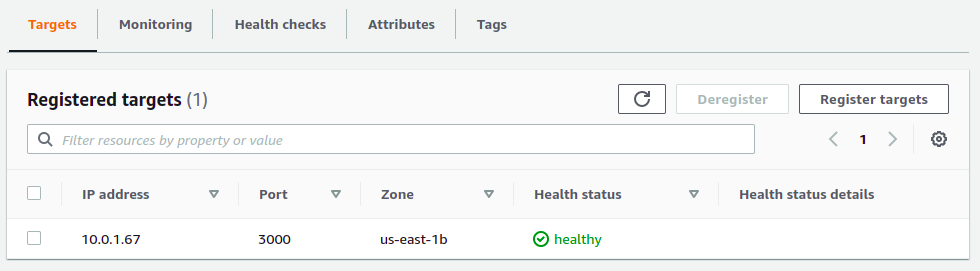 Targets Monitoring Health checks Attributes Tags
Registered targets (1) Deregister Register targets
Filter resources by property or value 1
IP address Port Zone Health status Health status details
10.0.1.67 3000 us-east-1b healthy